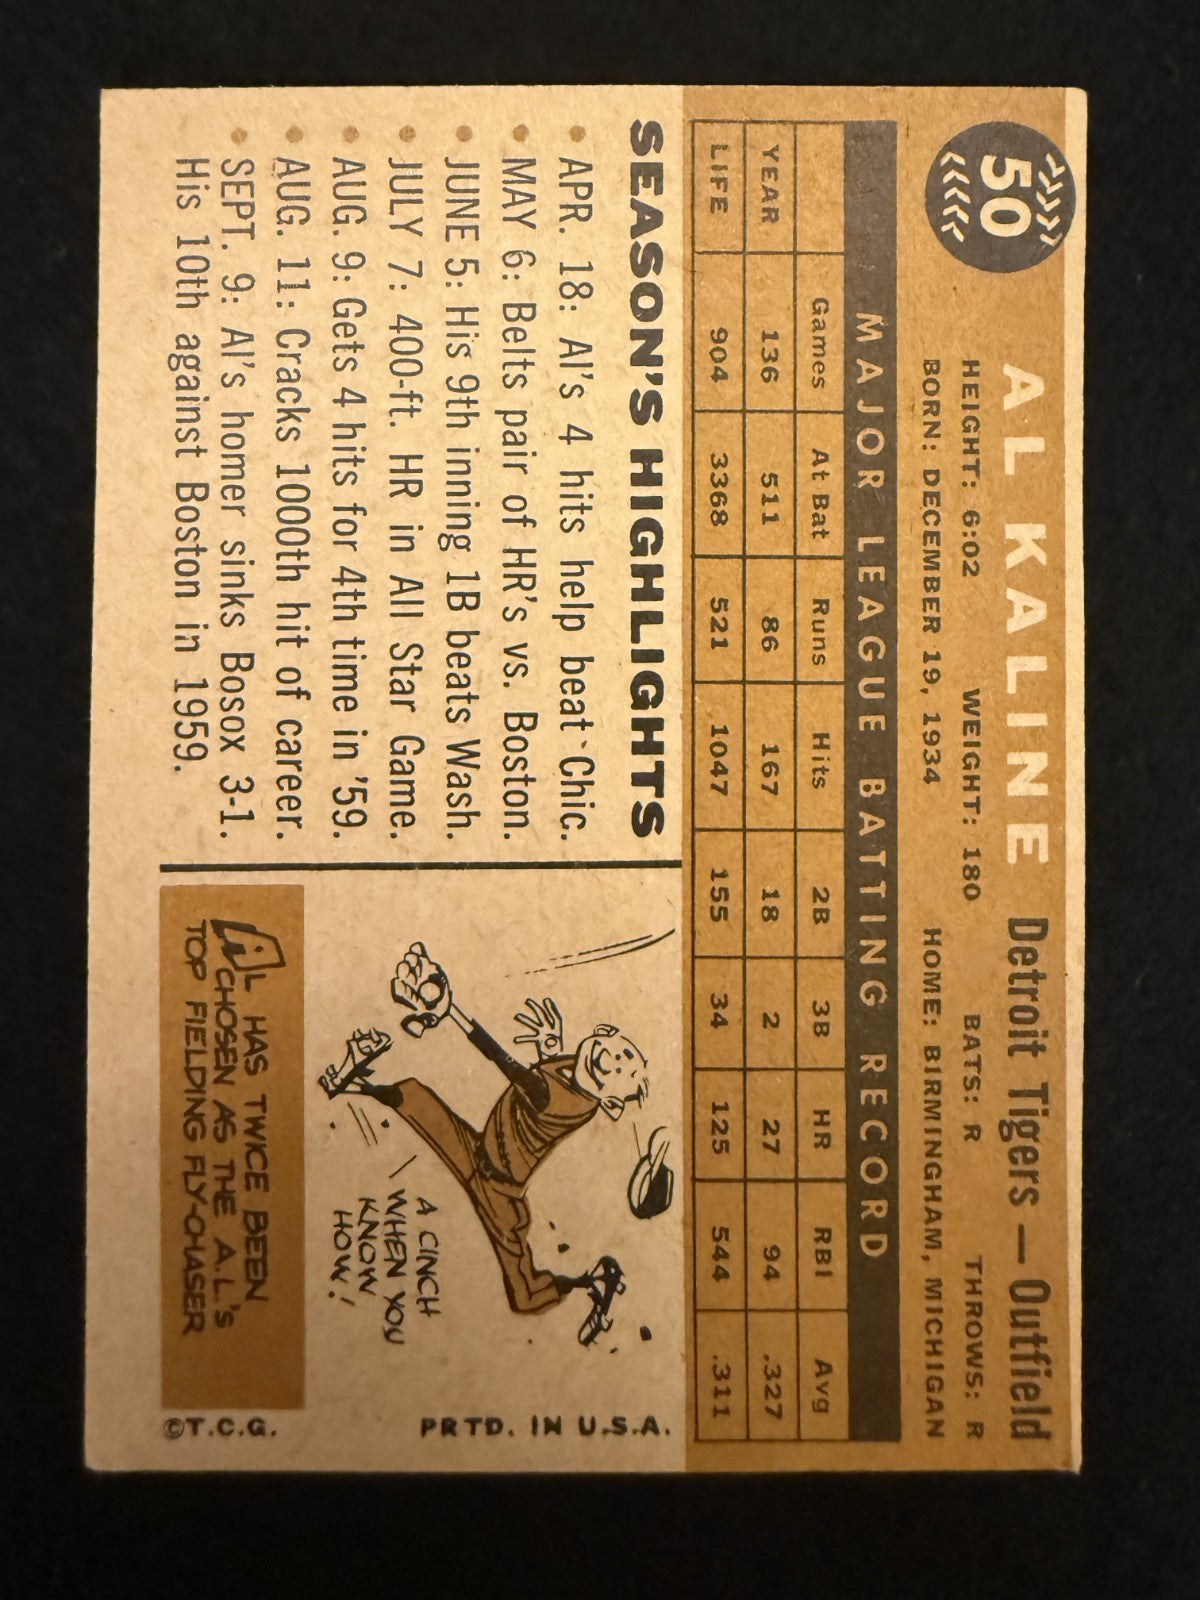 50
AL KALINE Detroit Tigers — Outfield
HEIGHT: 6:02 WEIGHT: 180 BATS: R THROWS: R
BORN: DECEMBER 19, 1934 HOME: BIRMINGHAM, MICHIGAN
MAJOR LEAGUE BATTING RECORD
Games At Bat Runs Hits 2B 3B HR RBI Avg
YEAR 136 511 86 167 18 2 27 94 .327
LIFE 904 3368 521 1047 155 34 125 544 .311
SEASON'S HIGHLIGHTS
• APR. 18: Al's 4 hits help beat Chic.
• MAY 6: Belts pair of HR's vs. Boston.
• JUNE 5: His 9th inning 1B beats Wash.
• JULY 7: 400-ft. HR in All Star Game.
• AUG. 9: Gets 4 hits for 4th time in '59.
• AUG. 11: Cracks 1000th hit of career.
• SEPT. 9: Al's homer sinks Bosox 3-1.
His 10th against Boston in 1959.
A CINCH
WHEN YOU
KNOW
HOW!
AL HAS TWICE BEEN
CHOSEN AS THE A.L.'s
TOP FIELDING FLY-CHASER
©T.C.G. PRTD. IN U.S.A.